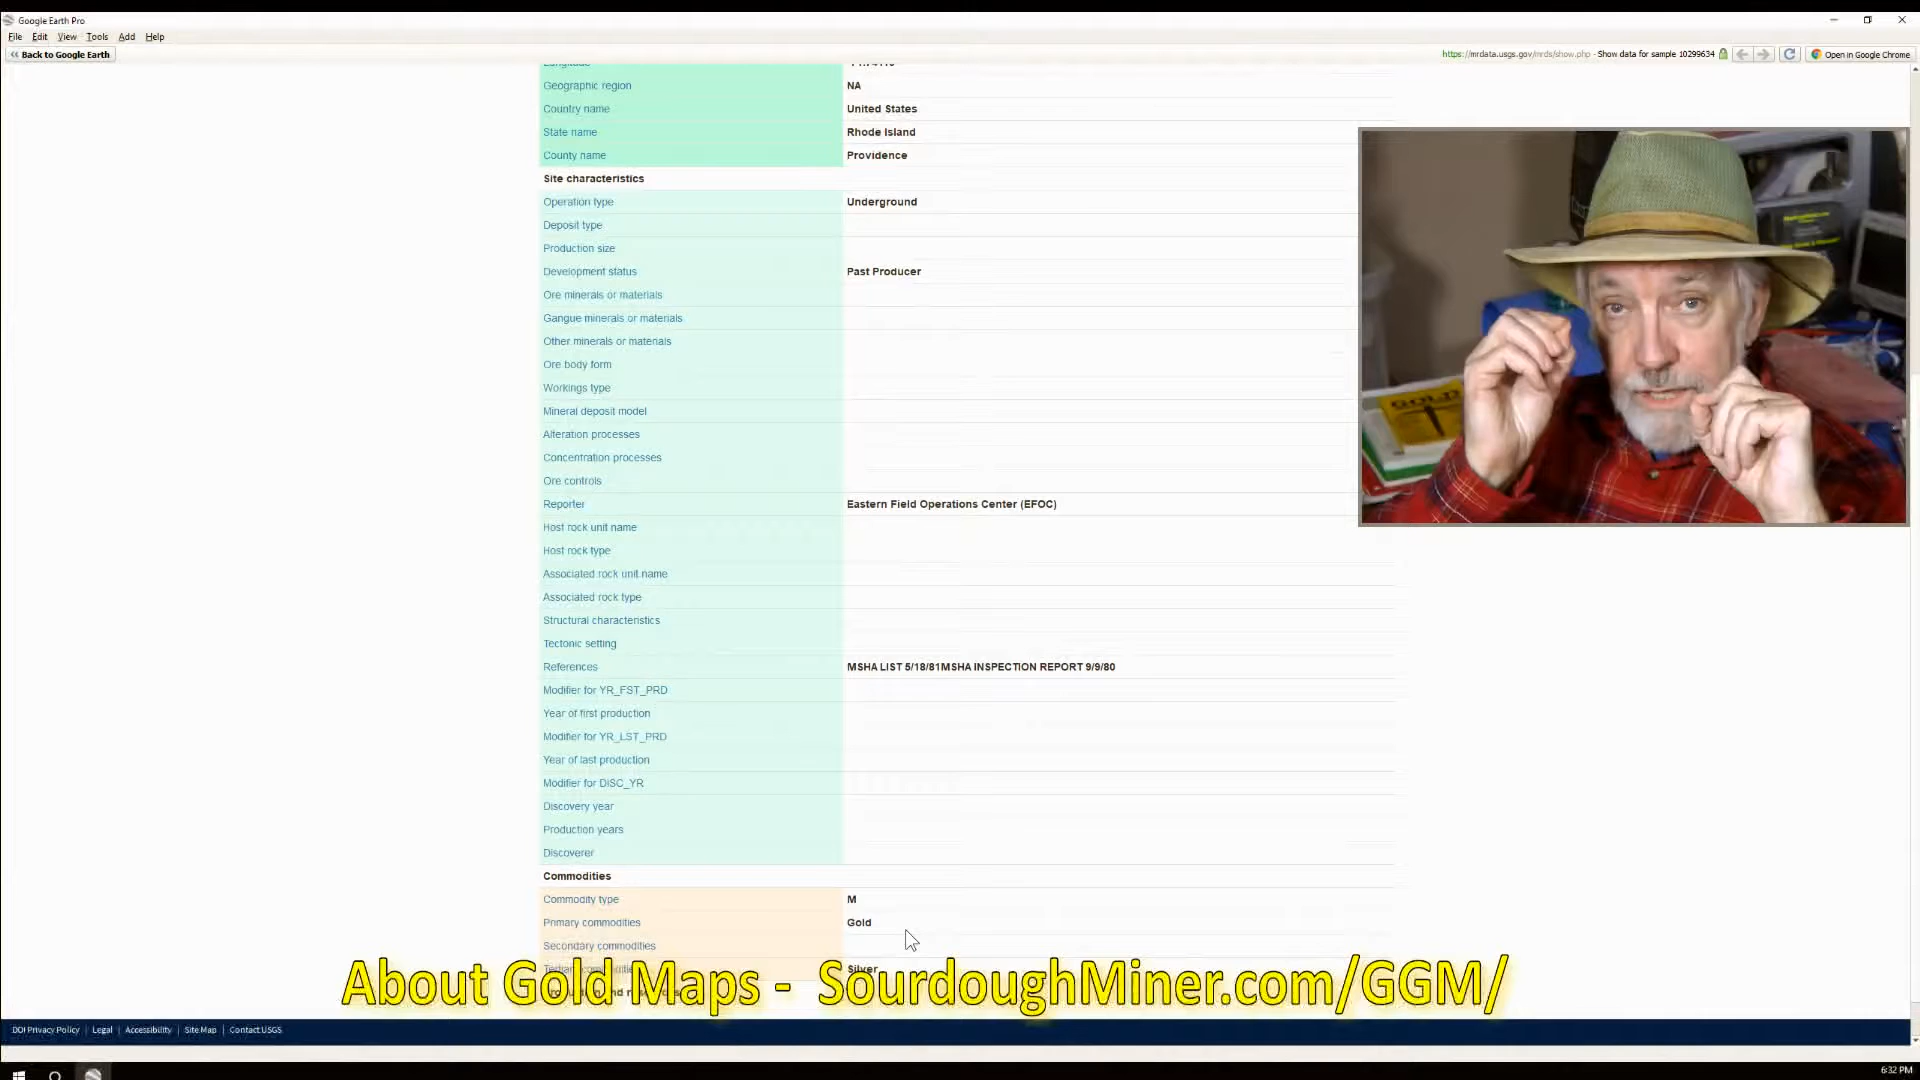 Google Earth Pro
File Edit View Tools Add Help
Back to Google Earth
https://mrdata.usgs.gov/mrds/show.php - Show data for sample 10299634
Open in Google Chrome
Geographic region NA
Country name United States
State name Rhode Island
County name Providence
Site characteristics
Operation type Underground
Deposit type
Production size
Development status Past Producer
Ore minerals or materials
Gangue minerals or materials
Other minerals or materials
Ore body form
Workings type
Mineral deposit model
Alteration processes
Concentration processes
Ore controls
Reporter Eastern Field Operations Center (EFOC)
Host rock unit name
Host rock type
Associated rock unit name
Associated rock type
Structural characteristics
Tectonic setting
References MSHA LIST 5/18/81MSHA INSPECTION REPORT 9/9/80
Modifier for YR_FST_PRD
Year of first production
Modifier for YR_LST_PRD
Year of last production
Modifier for DISC_YR
Discovery year
Production years
Discoverer
Commodities
Commodity type M
Primary commodities Gold
Secondary commodities
Silver
About Gold Maps - SourdoughMiner.com/GGM/
DOI Privacy Policy | Legal | Accessibility | Site Map | Contact USGS
6:32 PM
GOLD